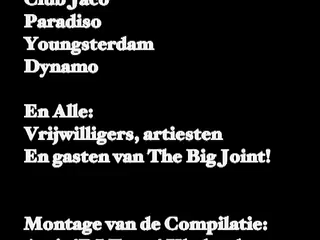 Club Jaco
Paradiso
Youngsterdam
Dynamo
En Alle:
Vrijwilligers, artiesten
En gasten van The Big Joint!
Montage van de Compilatie: